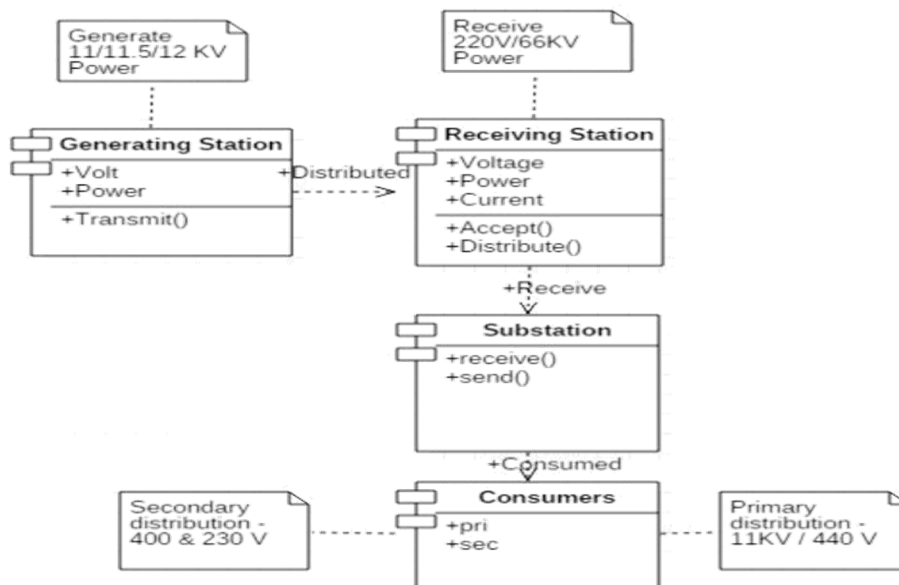 Generate
11/11.5/12 KV
Power
Receive
220V/66KV
Power
Generating Station
+Volt
+Power
+Transmit()
+Distributed
Receiving Station
+Voltage
+Power
+Current
+Accept()
+Distribute()
+Receive
Substation
+receive()
+send()
+Consumed
Secondary
distribution -
400 & 230 V
Consumers
+pri
+sec
Primary
distribution -
11KV / 440 V